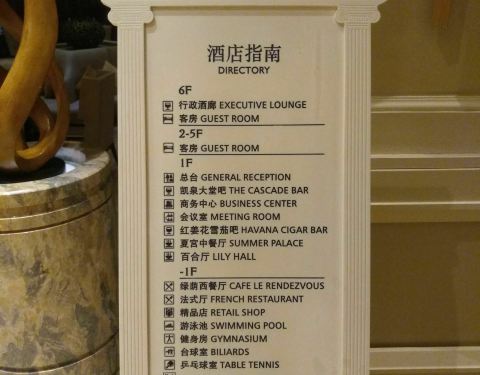 酒店指南
DIRECTORY
6F
行政酒廊 EXECUTIVE LOUNGE
客房 GUEST ROOM
2-5F
客房 GUEST ROOM
1F
总台 GENERAL RECEPTION
凯泉大堂吧 THE CASCADE BAR
商务中心 BUSINESS CENTER
会议室 MEETING ROOM
红姜花雪茄吧 HAVANA CIGAR BAR
夏宫中餐厅 SUMMER PALACE
百合厅 LILY HALL
-1F
绿荫西餐厅 CAFE LE RENDEZVOUS
法式厅 FRENCH RESTAURANT
精品店 RETAIL SHOP
游泳池 SWIMMING POOL
健身房 GYMNASIUM
台球室 BILIARDS
乒乓球室 TABLE TENNIS